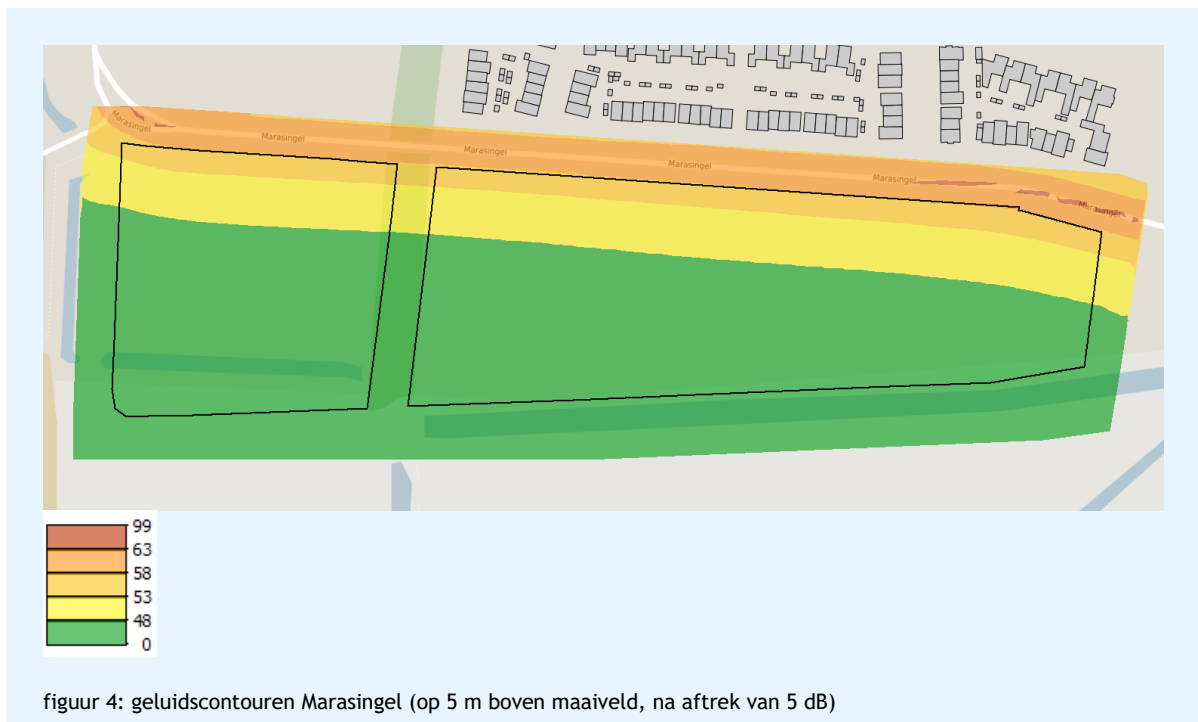 Marasingel
Marasingel
Marasingel
Marasingel
Marasingel
Marasingel
99
63
58
53
48
0
figuur 4: geluidscontouren Marasingel (op 5 m boven maaiveld, na aftrek van 5 dB)